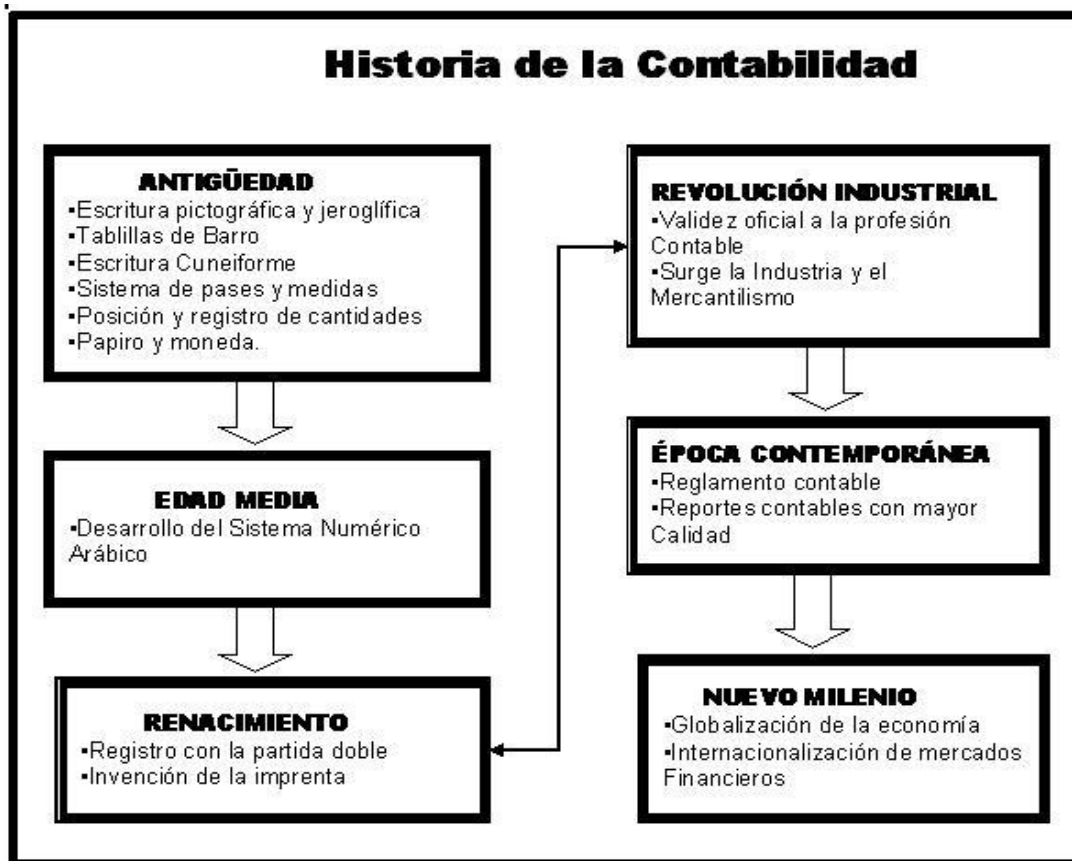 Historia de la Contabilidad
ANTIGÜEDAD
▪Escritura pictográfica y jeroglífica
▪Tablillas de Barro
▪Escritura Cuneiforme
▪Sistema de pases y medidas
▪Posición y registro de cantidades
▪Papiro y moneda.
EDAD MEDIA
▪Desarrollo del Sistema Numérico
Arábico
RENACIMIENTO
▪Registro con la partida doble
▪Invención de la imprenta
REVOLUCIÓN INDUSTRIAL
▪Validez oficial a la profesión
Contable
▪Surge la Industria y el
Mercantilismo
ÉPOCA CONTEMPORÁNEA
▪Reglamento contable
▪Reportes contables con mayor
Calidad
NUEVO MILENIO
▪Globalización de la economía
▪Internacionalización de mercados
Financieros